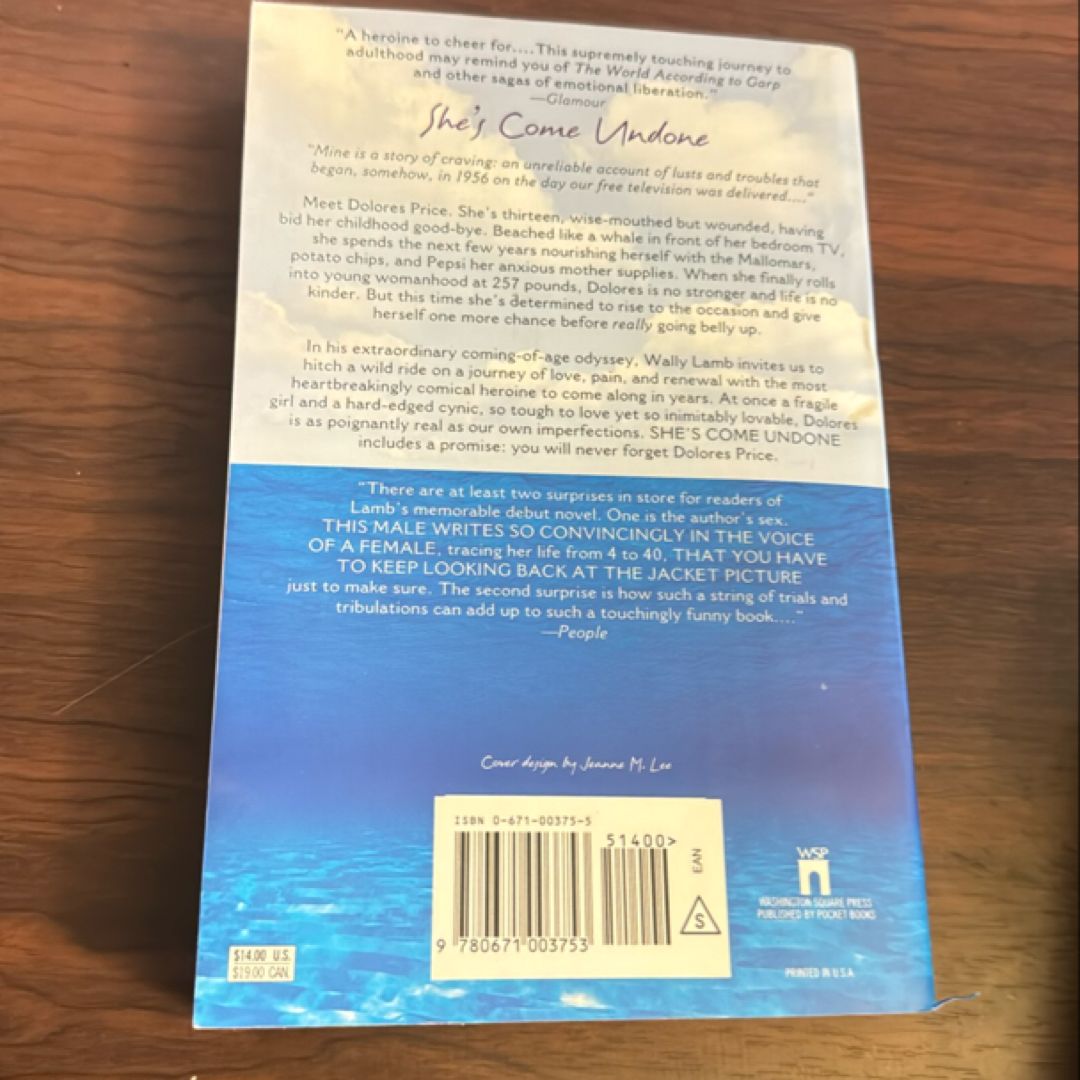 "A heroine to cheer for....This supremely touching journey to
adulthood may remind you of The World According to Garp
and other sagas of emotional liberation."
—Glamour
She's Come Undone
"Mine is a story of craving: an unreliable account of lusts and troubles that
began, somehow, in 1956 on the day our free television was delivered...."
Meet Dolores Price. She's thirteen, wise-mouthed but wounded, having
bid her childhood good-bye. Beached like a whale in front of her bedroom TV,
she spends the next few years nourishing herself with the Mallomars,
potato chips, and Pepsi her anxious mother supplies. When she finally rolls
into young womanhood at 257 pounds, Dolores is no stronger and life is no
kinder. But this time she's determined to rise to the occasion and give
herself one more chance before really going belly up.
In his extraordinary coming-of-age odyssey, Wally Lamb invites us to
hitch a wild ride on a journey of love, pain, and renewal with the most
heartbreakingly comical heroine to come along in years. At once a fragile
girl and a hard-edged cynic, so tough to love yet so inimitably lovable, Dolores
is as poignantly real as our own imperfections. SHE'S COME UNDONE
includes a promise: you will never forget Dolores Price.
"There are at least two surprises in store for readers of
Lamb's memorable debut novel. One is the author's sex.
THIS MALE WRITES SO CONVINCINGLY IN THE VOICE
OF A FEMALE, tracing her life from 4 to 40, THAT YOU HAVE
TO KEEP LOOKING BACK AT THE JACKET PICTURE
just to make sure. The second surprise is how such a string of trials and
tribulations can add up to such a touchingly funny book...."
—People
Cover design by Jeanne M. Lee
ISBN 0-671-00375-5
51400>
EAN
S
9 780671 003753
WSP
WASHINGTON SQUARE PRESS
PUBLISHED BY POCKET BOOKS
$14.00 U.S.
$19.00 CAN.
PRINTED IN U.S.A